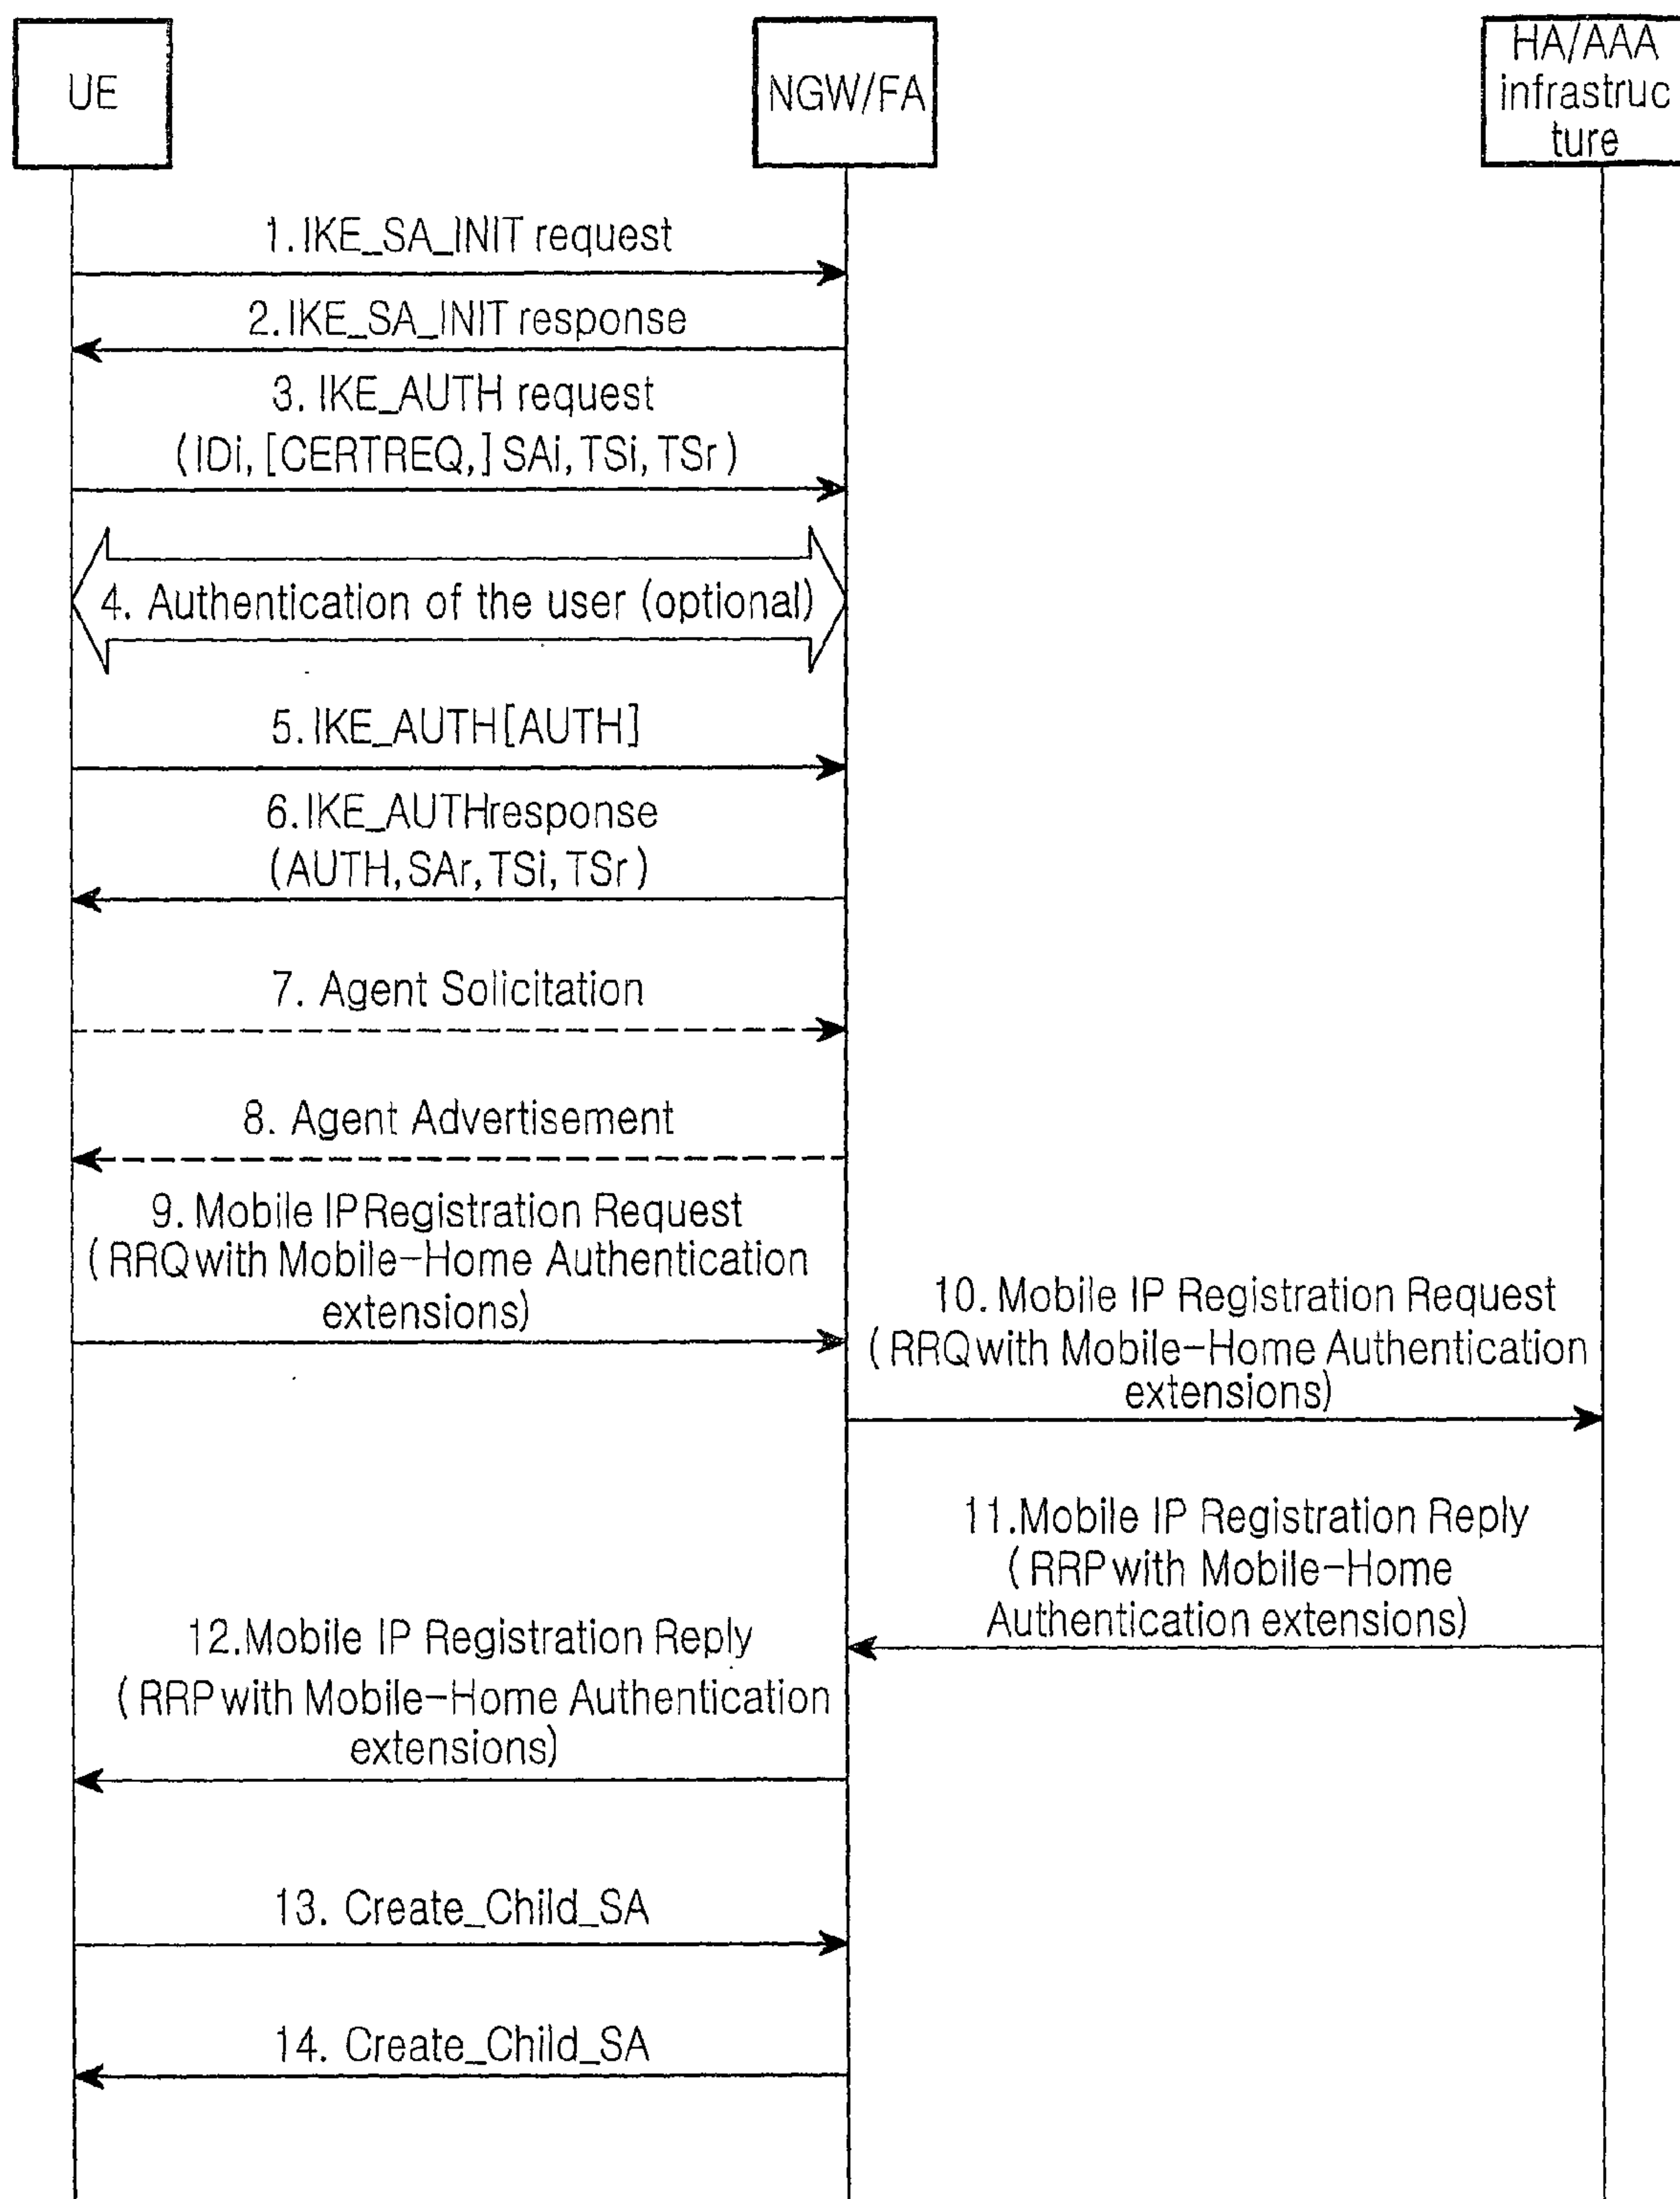 UE
NGW/FA
HA/AAA
infrastruc
ture
1. IKE_SA_INIT request
2. IKE_SA_INIT response
3. IKE_AUTH request
(IDi, [CERTREQ,] SAi, TSi, TSr)
4. Authentication of the user (optional)
5. IKE_AUTH[AUTH]
6. IKE_AUTHresponse
(AUTH, SAr, TSi, TSr)
7. Agent Solicitation
8. Agent Advertisement
9. Mobile IP Registration Request
(RRQ with Mobile-Home Authentication
extensions)
10. Mobile IP Registration Request
(RRQ with Mobile-Home Authentication
extensions)
11. Mobile IP Registration Reply
(RRP with Mobile-Home
Authentication extensions)
12. Mobile IP Registration Reply
(RRP with Mobile-Home Authentication
extensions)
13. Create_Child_SA
14. Create_Child_SA